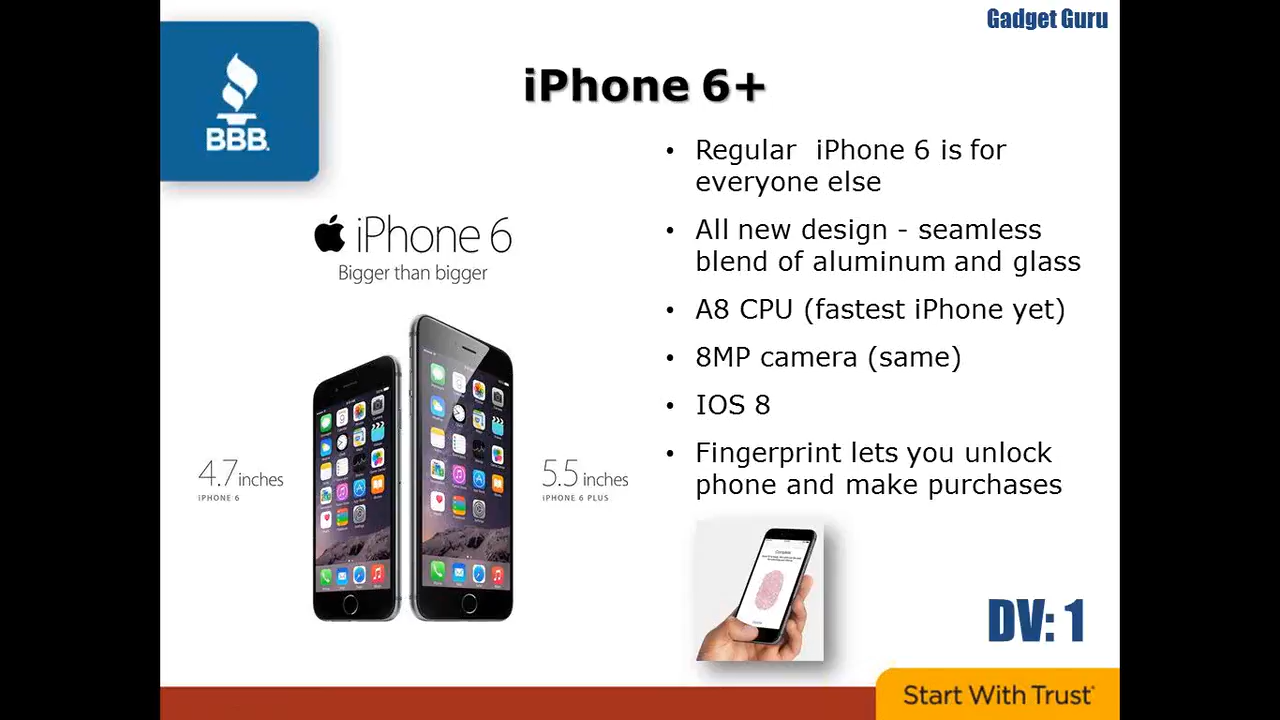 Gadget Guru
BBB.
iPhone 6+
iPhone 6
Bigger than bigger
4.7 inches
iPHONE 6
5.5 inches
iPHONE 6 PLUS
• Regular  iPhone 6 is for
everyone else
• All new design - seamless
blend of aluminum and glass
• A8 CPU (fastest iPhone yet)
• 8MP camera (same)
• IOS 8
• Fingerprint lets you unlock
phone and make purchases
Complete
DV: 1
Start With Trust®